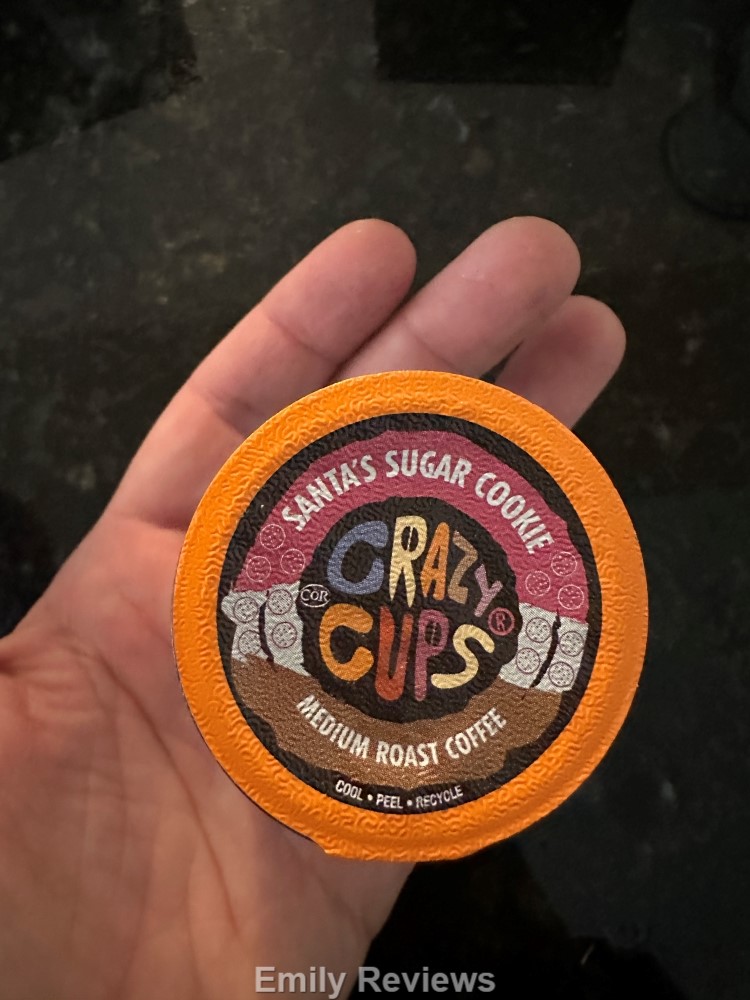 SANTA'S SUGAR COOKIE
CRAZY
CUPS®
COR
MEDIUM ROAST COFFEE
COOL • PEEL • RECYCLE
Emily Reviews